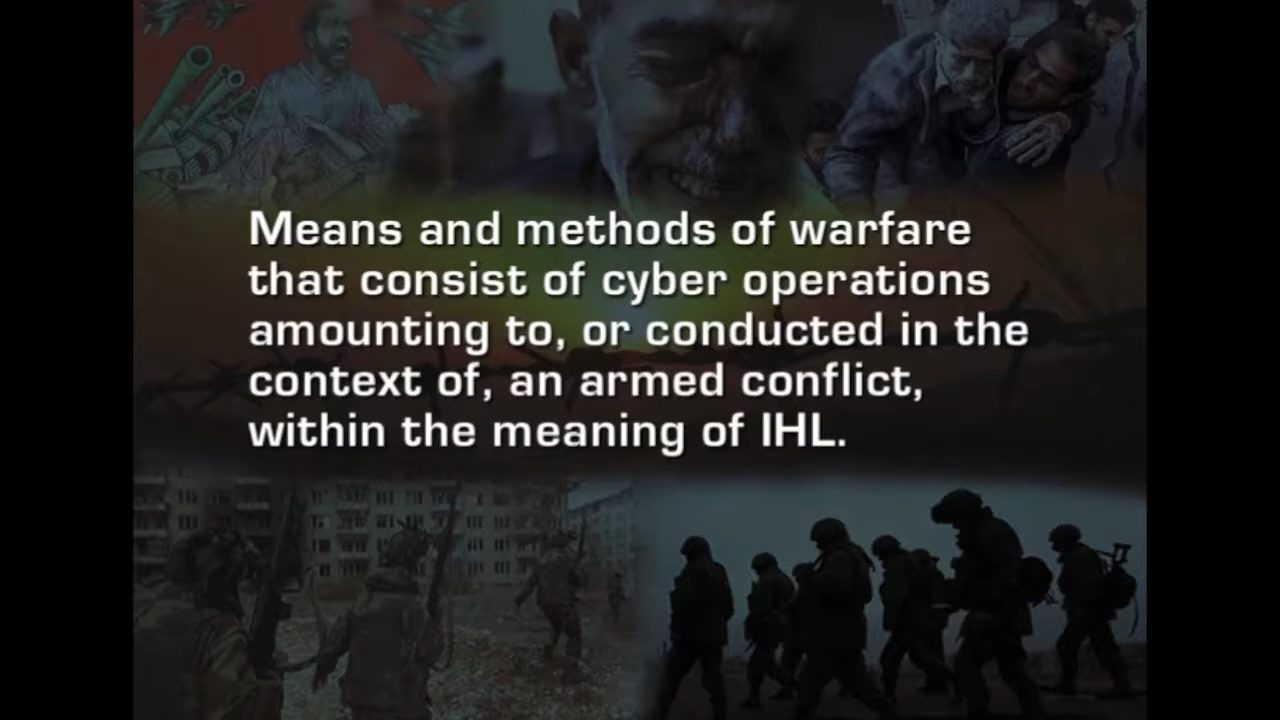 Means and methods of warfare
that consist of cyber operations
amounting to, or conducted in the
context of, an armed conflict,
within the meaning of IHL.